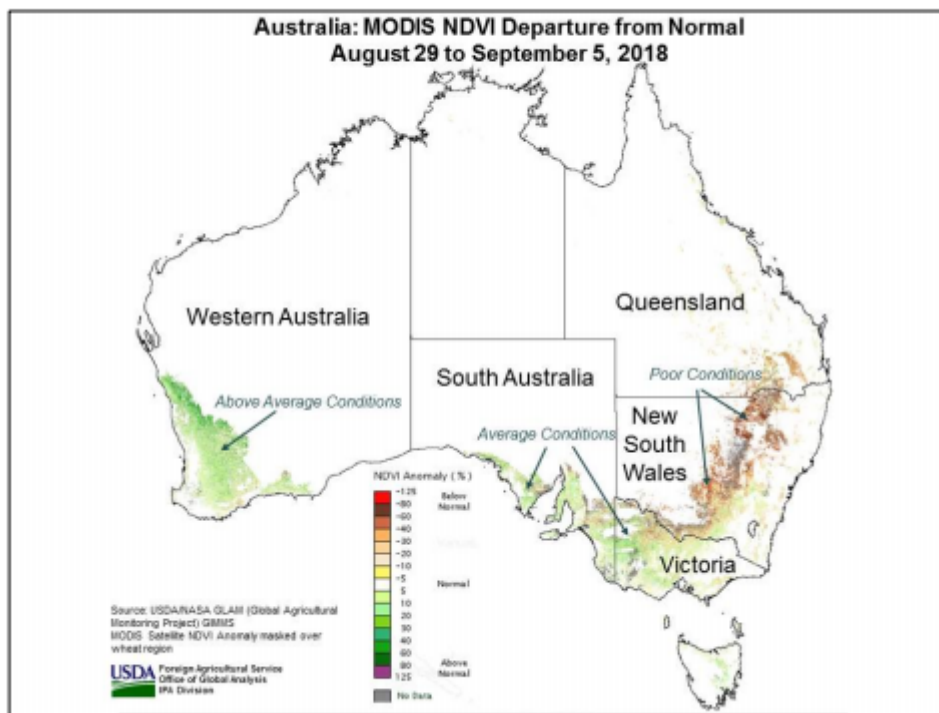 Australia: MODIS NDVI Departure from Normal
August 29 to September 5, 2018
Queensland
Western Australia
South Australia
Poor Conditions
Above Average Conditions
New
South
Wales
Average Conditions
NDVI Anomaly (%)
-125
-80
-60
-40
-30
-20
-10
-5
5
10
20
30
40
60
80
125
No Data
Below
Normal
Normal
Above
Normal
Victoria
Source: USDA/NASA GLAM (Global Agricultural
Monitoring Project) GIMMS
MODIS Satellite NDVI Anomaly masked over
wheat region
USDA
Foreign Agricultural Service
Office of Global Analysis
IPA Division